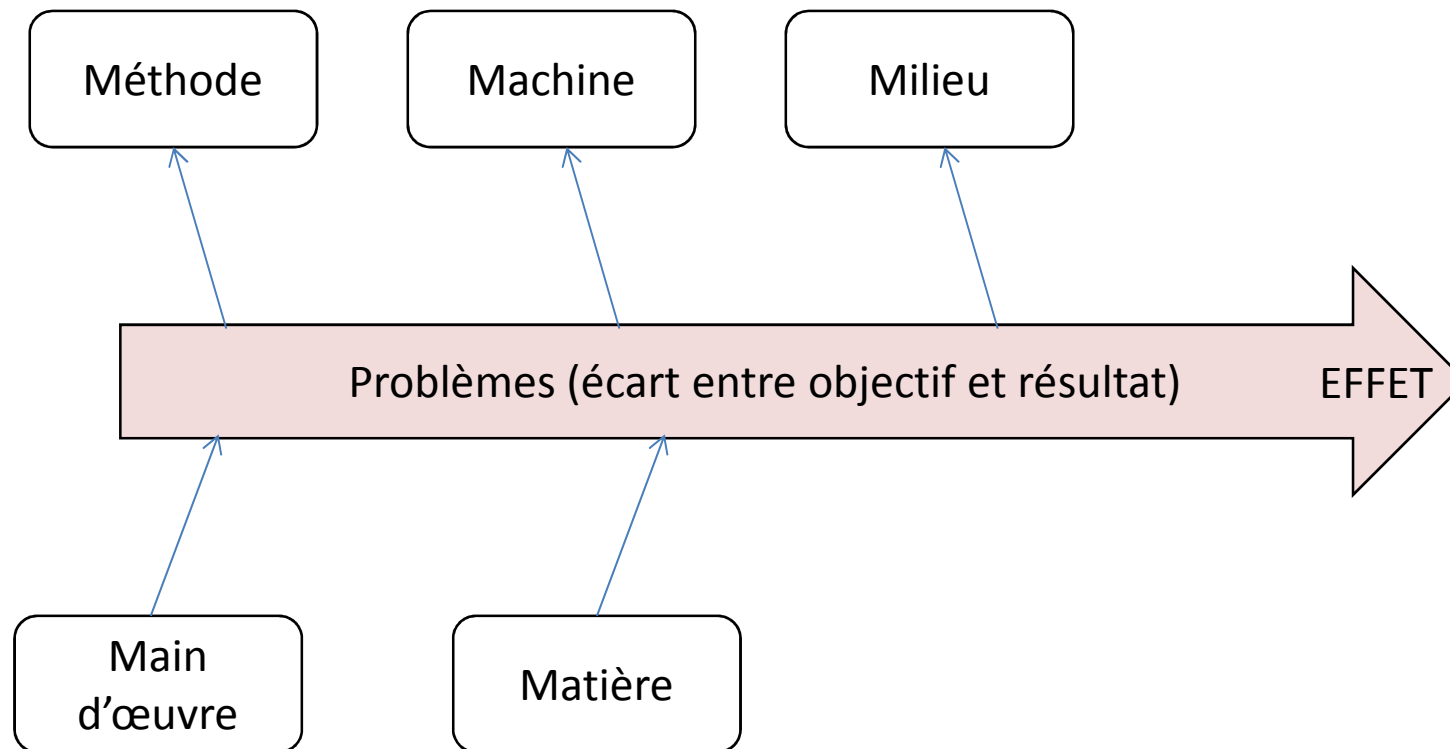 Méthode
Machine
Milieu
Problèmes (écart entre objectif et résultat)
EFFET
Main
d’œuvre
Matière